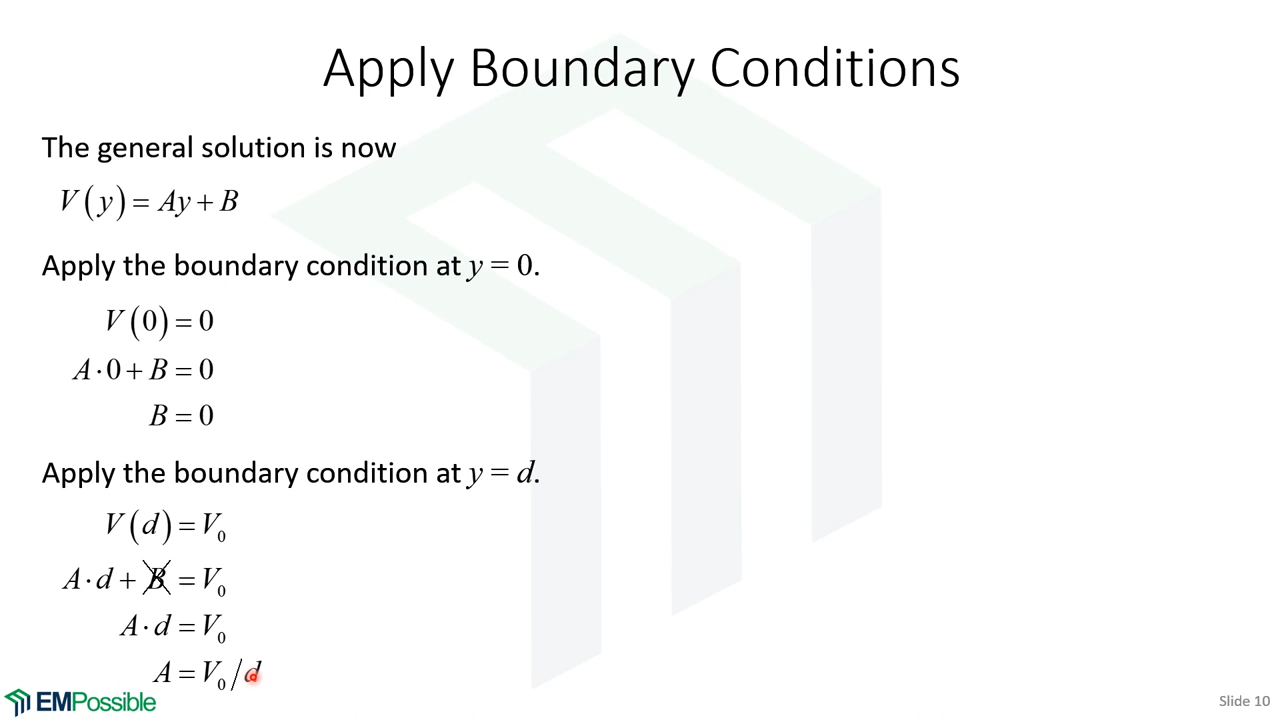 Apply Boundary Conditions
The general solution is now
V(y) = Ay + B
Apply the boundary condition at y = 0.
V(0) = 0
A·0 + B = 0
B = 0
Apply the boundary condition at y = d.
V(d) = V₀
A·d + B = V₀
A·d = V₀
A = V₀/d
EMPossible
Slide 10